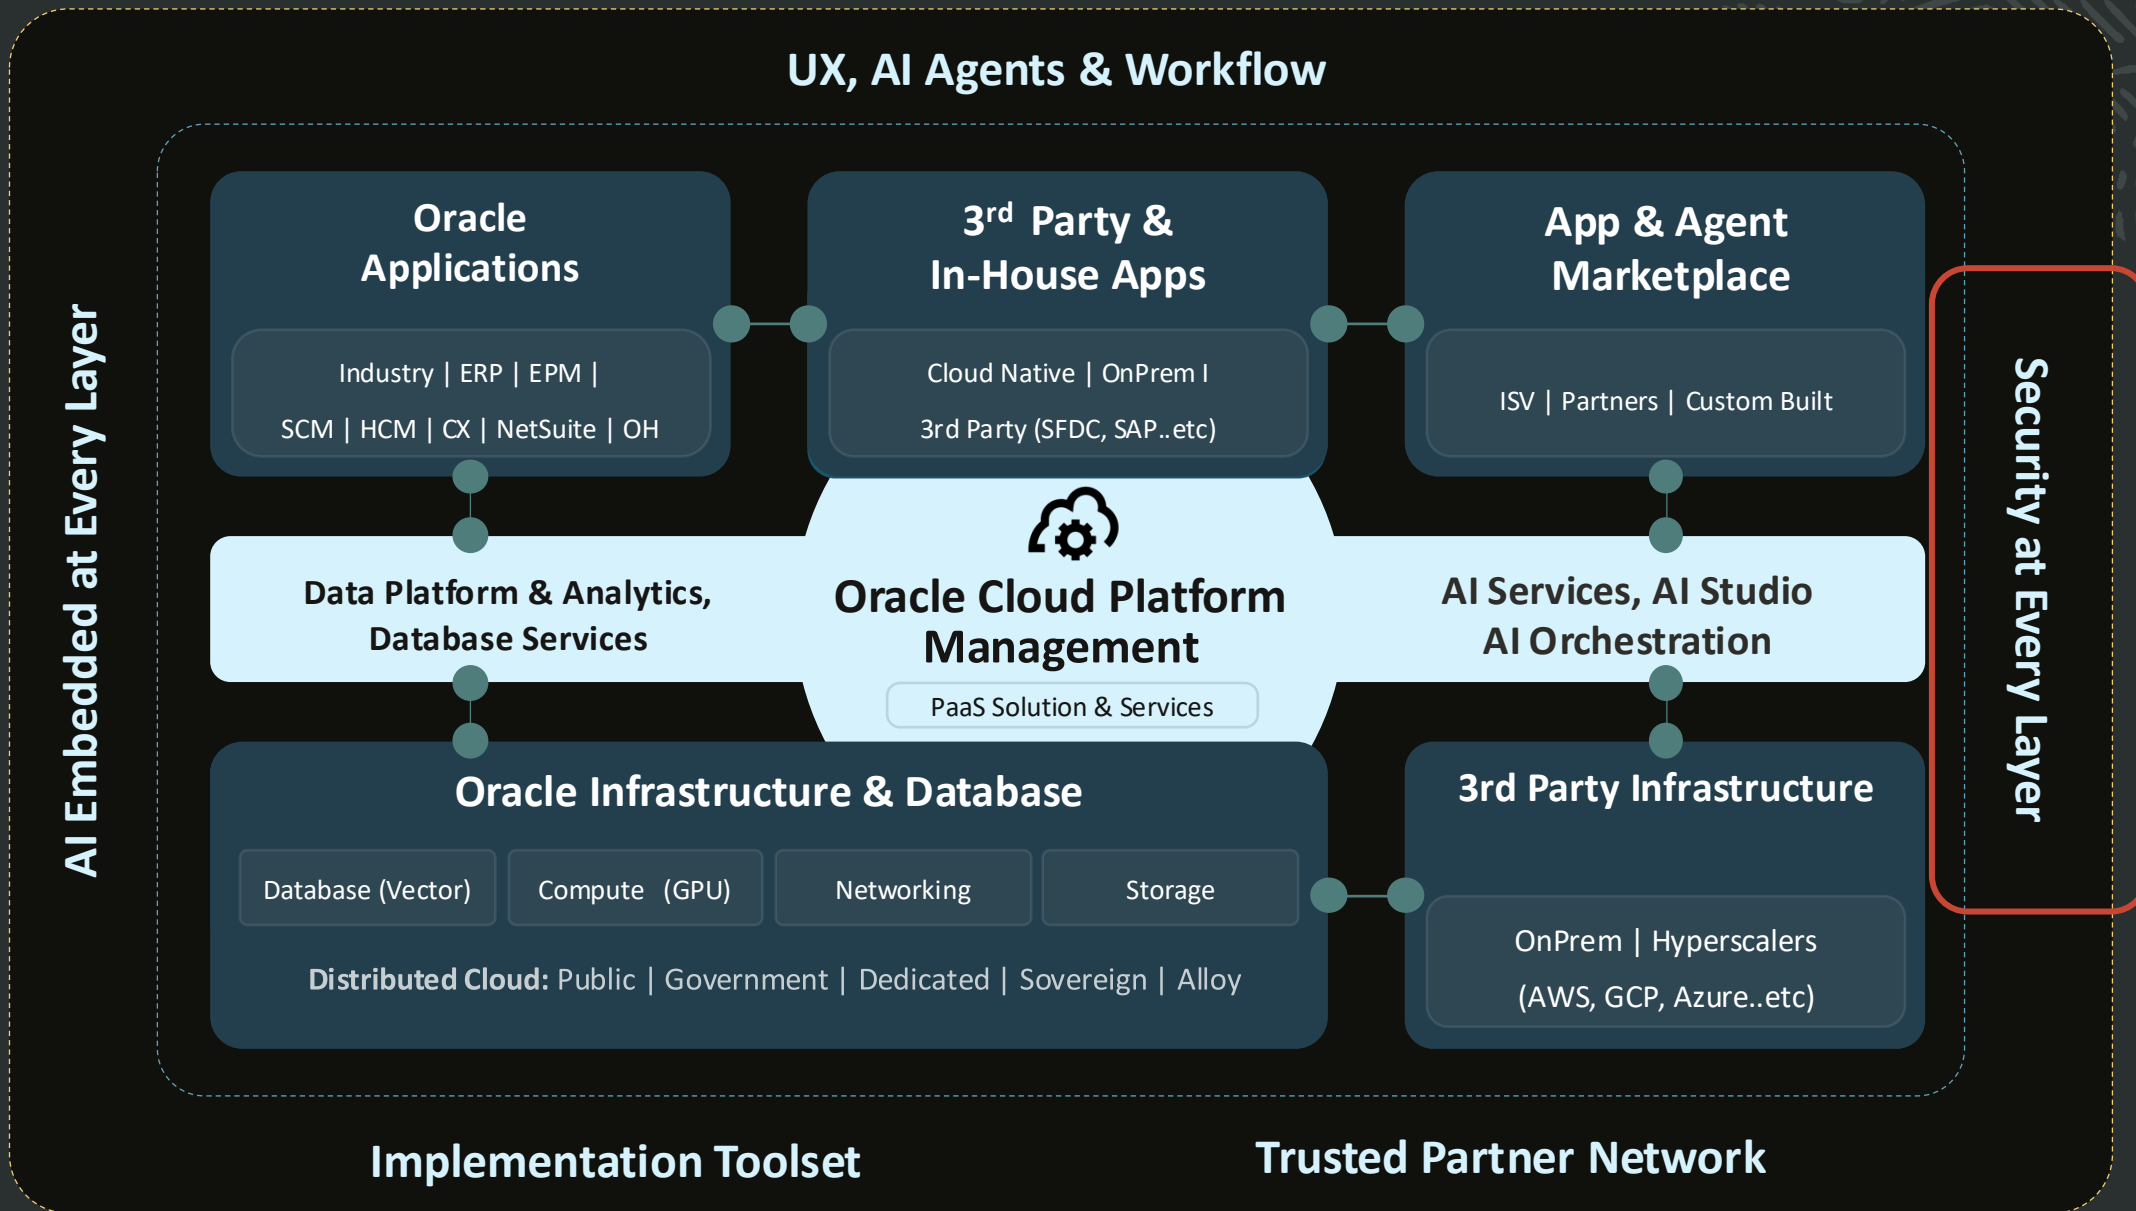 UX, AI Agents & Workflow
AI Embedded at Every Layer
Oracle
Applications
Industry | ERP | EPM |
SCM | HCM | CX | NetSuite | OH
3rd Party &
In-House Apps
Cloud Native | OnPrem I
3rd Party (SFDC, SAP..etc)
App & Agent
Marketplace
ISV | Partners | Custom Built
Data Platform & Analytics,
Database Services
Oracle Cloud Platform
Management
PaaS Solution & Services
AI Services, AI Studio
AI Orchestration
Oracle Infrastructure & Database
Database (Vector)
Compute (GPU)
Networking
Storage
Distributed Cloud: Public | Government | Dedicated | Sovereign | Alloy
3rd Party Infrastructure
OnPrem | Hyperscalers
(AWS, GCP, Azure..etc)
Security at Every Layer
Implementation Toolset
Trusted Partner Network